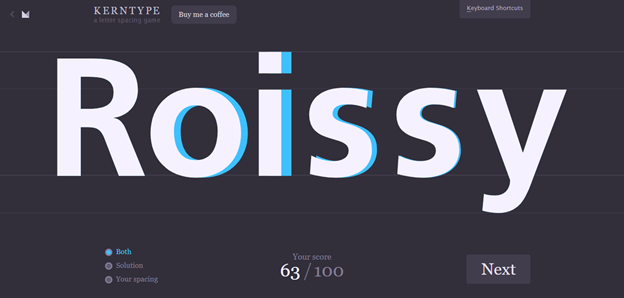 KERNTYPE
a letter spacing game
Buy me a coffee
Keyboard Shortcuts
Roissy
Both
Solution
Your spacing
Your score
63 / 100
Next